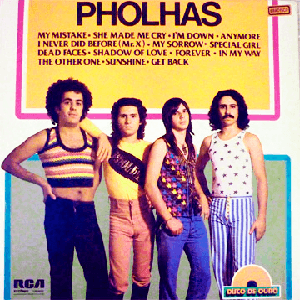 PHOLHAS
MY MISTAKE • SHE MADE ME CRY • I'M DOWN • ANYMORE
I NEVER DID BEFORE (Mr. X) • MY SORROW • SPECIAL GIRL
DEAD FACES • SHADOW OF LOVE • FOREVER • IN MY WAY
THE OTHER ONE • SUNSHINE • GET BACK
RCA
DISCO DE OURO